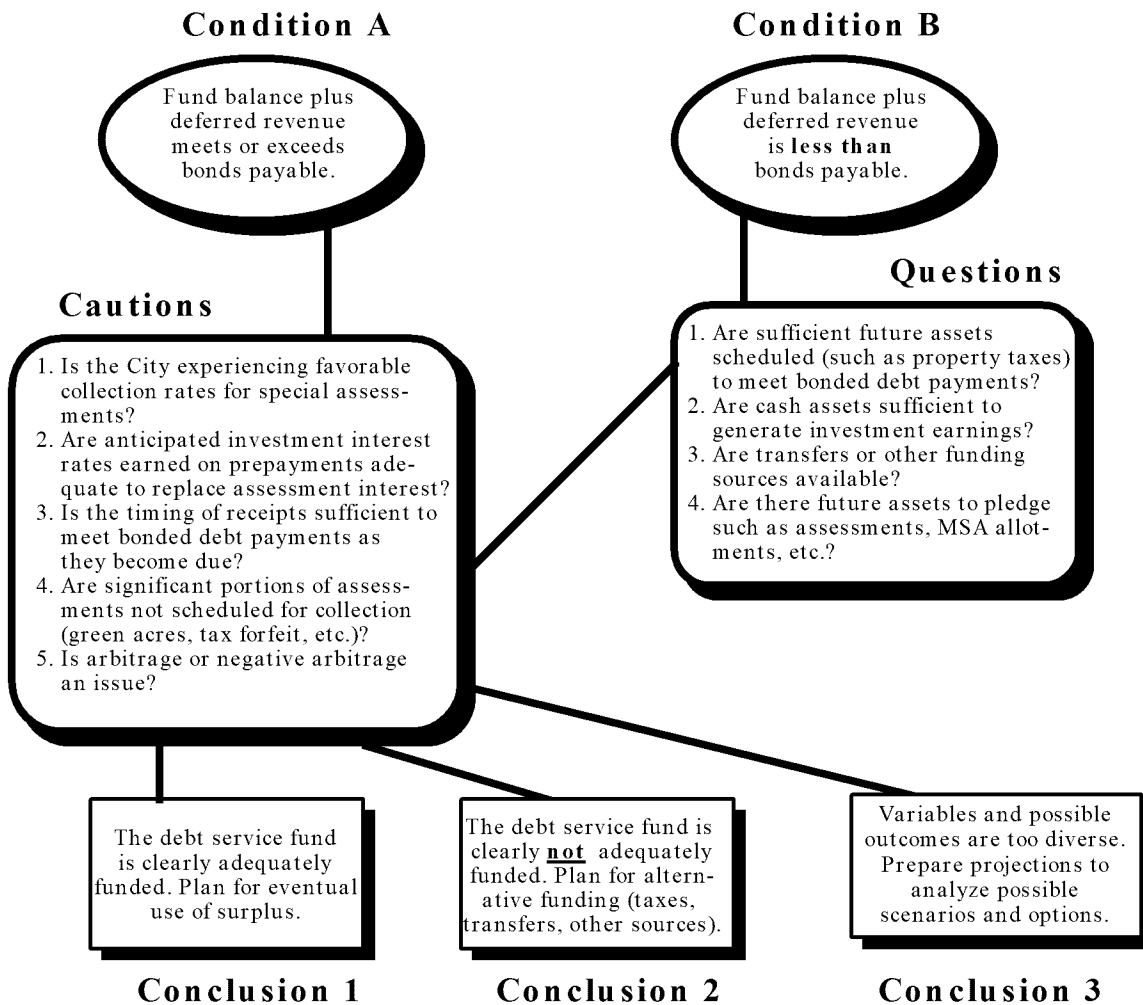 Condition A
Fund balance plus
deferred revenue
meets or exceeds
bonds payable.
Condition B
Fund balance plus
deferred revenue
is less than
bonds payable.
Cautions
1. Is the City experiencing favorable
collection rates for special assess-
ments?
2. Are anticipated investment interest
rates earned on prepayments ade-
quate to replace assessment interest?
3. Is the timing of receipts sufficient to
meet bonded debt payments as
they become due?
4. Are significant portions of assess-
ments not scheduled for collection
(green acres, tax forfeit, etc.)?
5. Is arbitrage or negative arbitrage
an issue?
Questions
1. Are sufficient future assets
scheduled (such as property taxes)
to meet bonded debt payments?
2. Are cash assets sufficient to
generate investment earnings?
3. Are transfers or other funding
sources available?
4. Are there future assets to pledge
such as assessments, MSA allot-
ments, etc.?
The debt service fund
is clearly adequately
funded. Plan for eventual
use of surplus.
Conclusion 1
The debt service fund is
clearly not adequately
funded. Plan for altern-
ative funding (taxes,
transfers, other sources).
Conclusion 2
Variables and possible
outcomes are too diverse.
Prepare projections to
analyze possible
scenarios and options.
Conclusion 3